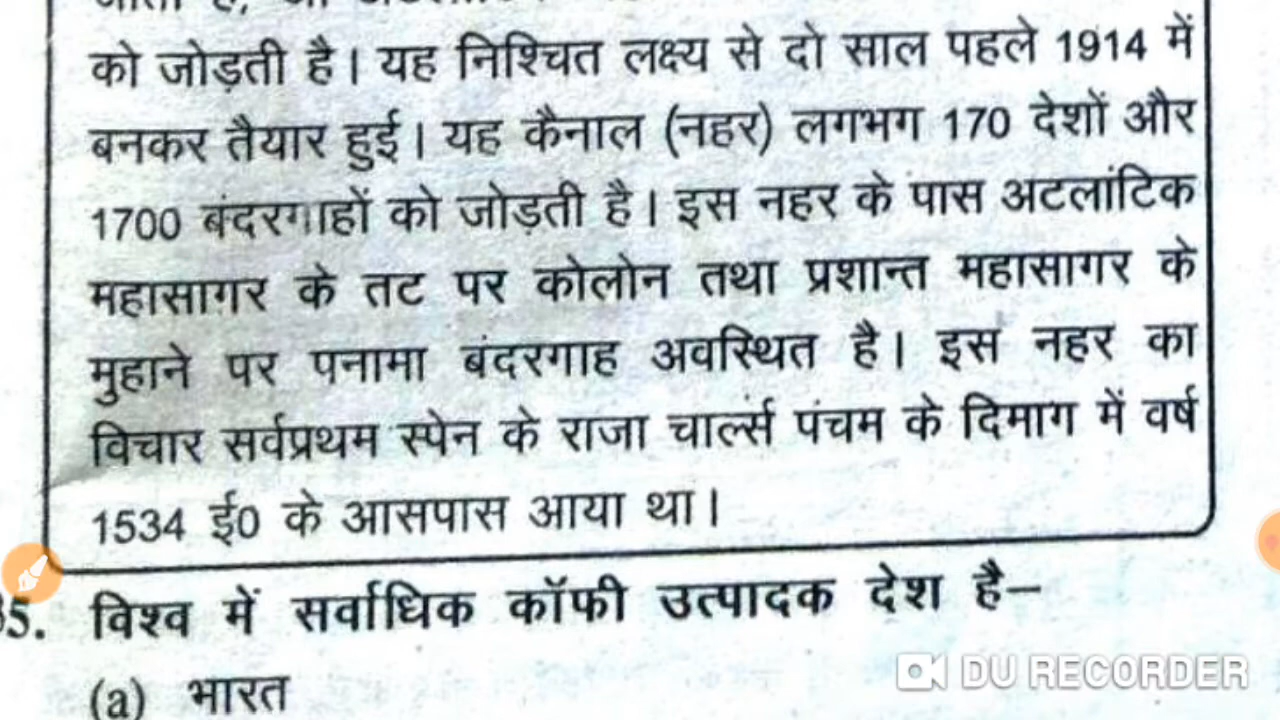 को जोड़ती है। यह निश्चित लक्ष्य से दो साल पहले 1914 में
बनकर तैयार हुई। यह कैनाल (नहर) लगभग 170 देशों और
1700 बंदरगाहों को जोड़ती है। इस नहर के पास अटलांटिक
महासागर के तट पर कोलोन तथा प्रशान्त महासागर के
मुहाने पर पनामा बंदरगाह अवस्थित है। इस नहर का
विचार सर्वप्रथम स्पेन के राजा चार्ल्स पंचम के दिमाग में वर्ष
1534 ई0 के आसपास आया था।
5. विश्व में सर्वाधिक कॉफी उत्पादक देश है–
(a) भारत
DU RECORDER